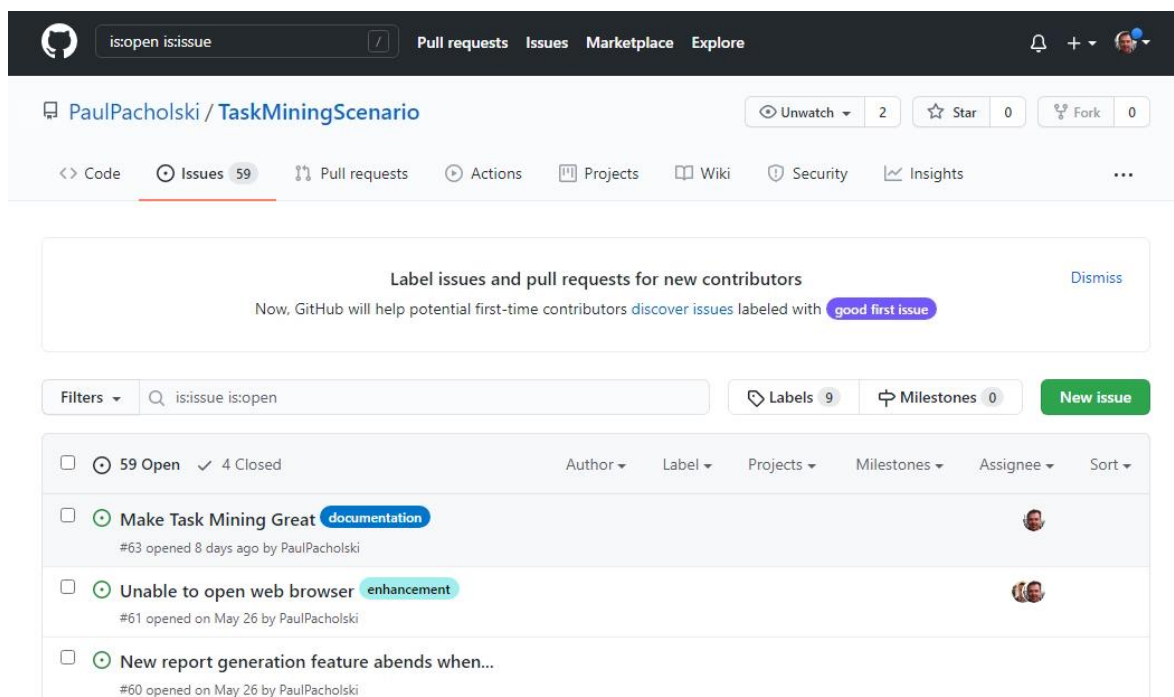 is:open is:issue / Pull requests Issues Marketplace Explore
PaulPacholski / TaskMiningScenario Unwatch 2 Star 0 Fork 0
<> Code Issues 59 Pull requests Actions Projects Wiki Security Insights ...
Label issues and pull requests for new contributors Dismiss
Now, GitHub will help potential first-time contributors discover issues labeled with good first issue
Filters is:issue is:open Labels 9 Milestones 0 New issue
59 Open 4 Closed Author Label Projects Milestones Assignee Sort
Make Task Mining Great documentation
#63 opened 8 days ago by PaulPacholski
Unable to open web browser enhancement
#61 opened on May 26 by PaulPacholski
New report generation feature abends when...
#60 opened on May 26 by PaulPacholski